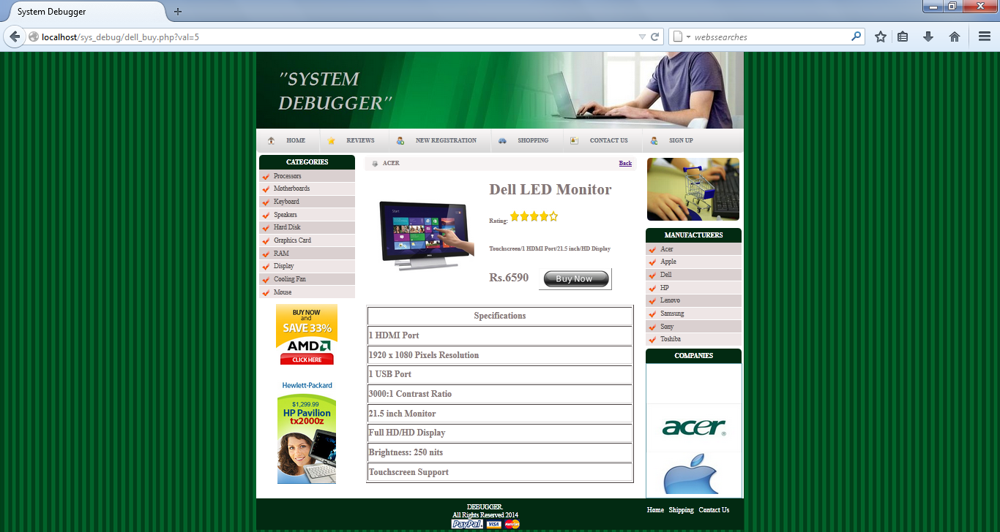 System Debugger
localhost/sys_debug/dell_buy.php?val=5
webssearches
"SYSTEM
DEBUGGER"
HOME
REVIEWS
NEW REGISTRATION
SHOPPING
CONTACT US
SIGN UP
CATEGORIES
Processors
Motherboards
Keyboard
Speakers
Hard Disk
Graphics Card
RAM
Display
Cooling Fan
Mouse
BUY NOW
and
SAVE 33%
AMD
CLICK HERE
Hewlett-Packard
$1,299.99
HP Pavilion
tx2000z
ACER
Back
Start
Dell LED Monitor
Rating:
Touchscreen/1 HDMI Port/21.5 inch/HD Display
Rs.6590
Buy Now
Specifications
1 HDMI Port
1920 x 1080 Pixels Resolution
1 USB Port
3000:1 Contrast Ratio
21.5 inch Monitor
Full HD/HD Display
Brightness: 250 nits
Touchscreen Support
MANUFACTURERS
Acer
Apple
Dell
HP
Lenovo
Samsung
Sony
Toshiba
COMPANIES
acer®
DEBUGGER.
All Rights Reserved 2014
PayPal VISA MasterCard
Home Shipping Contact Us